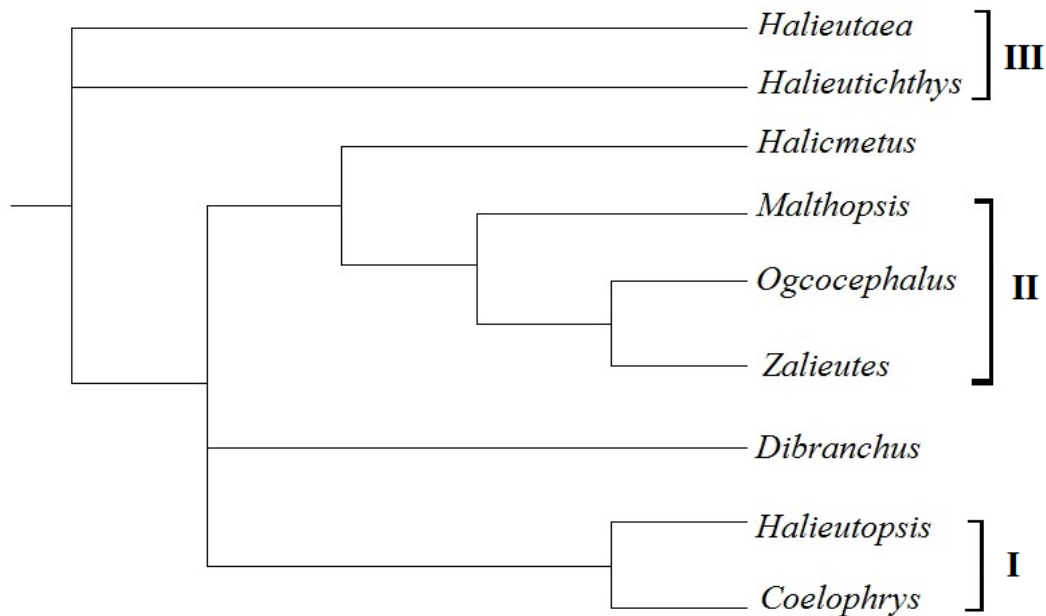 Halieutaea
III
Halieutichthys
Halicmetus
Malthopsis
Ogcocephalus
II
Zalieutes
Dibranchus
Halieutopsis
I
Coelophrys